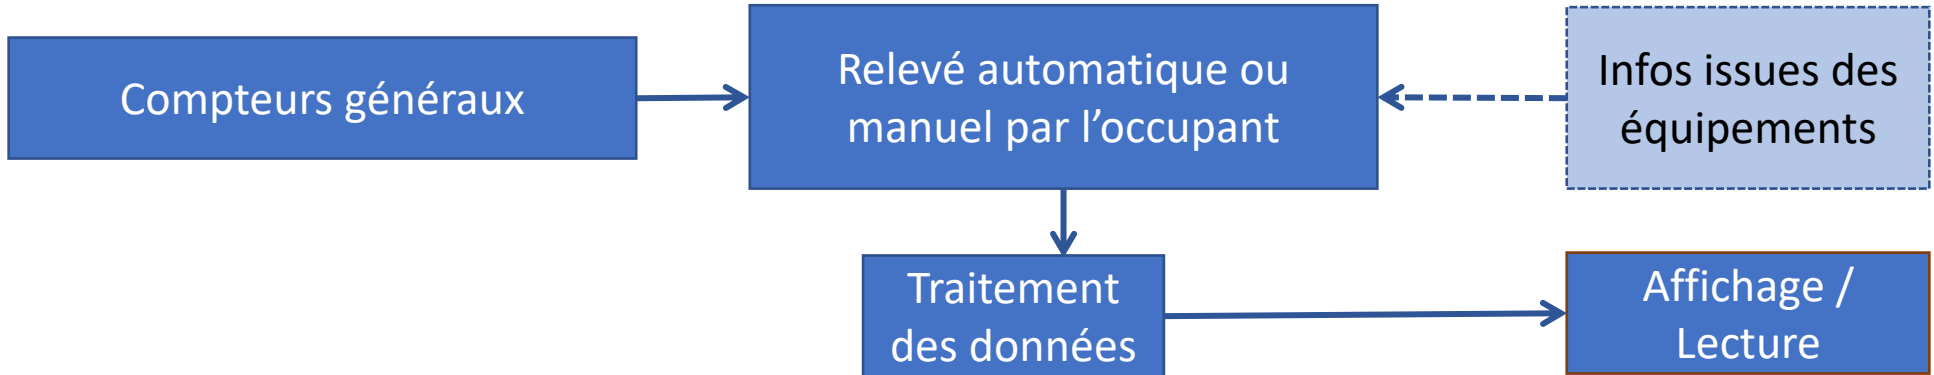 Compteurs généraux
Relevé automatique ou
manuel par l’occupant
Infos issues des
équipements
Traitement
des données
Affichage /
Lecture